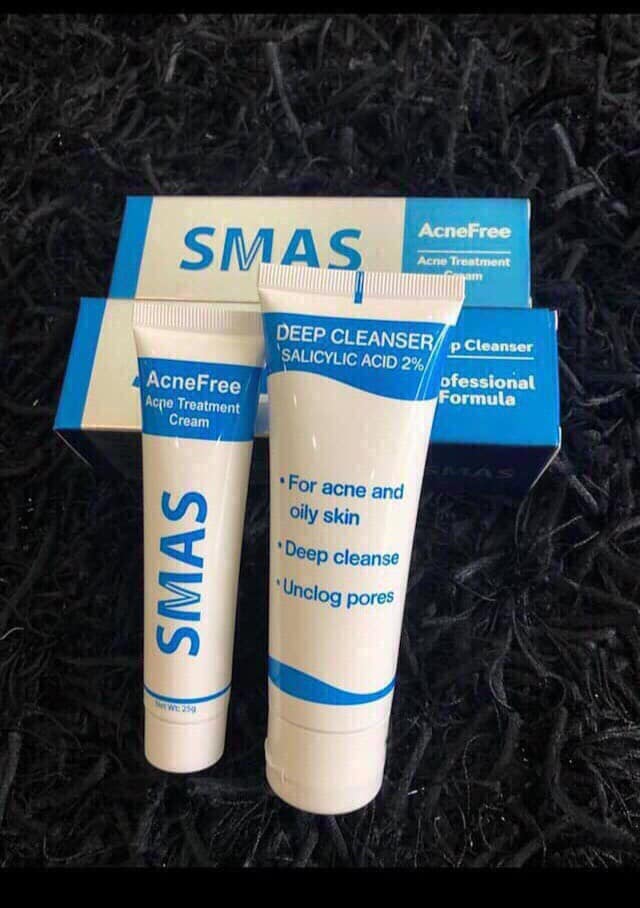 SMAS
AcneFree
Acne Treatment
Cream
p Cleanser
ofessional
Formula
SMAS
AcneFree
Acne Treatment
Cream
SMAS
Net Wt: 25g
DEEP CLEANSER
SALICYLIC ACID 2%
• For acne and
oily skin
• Deep cleanse
• Unclog pores